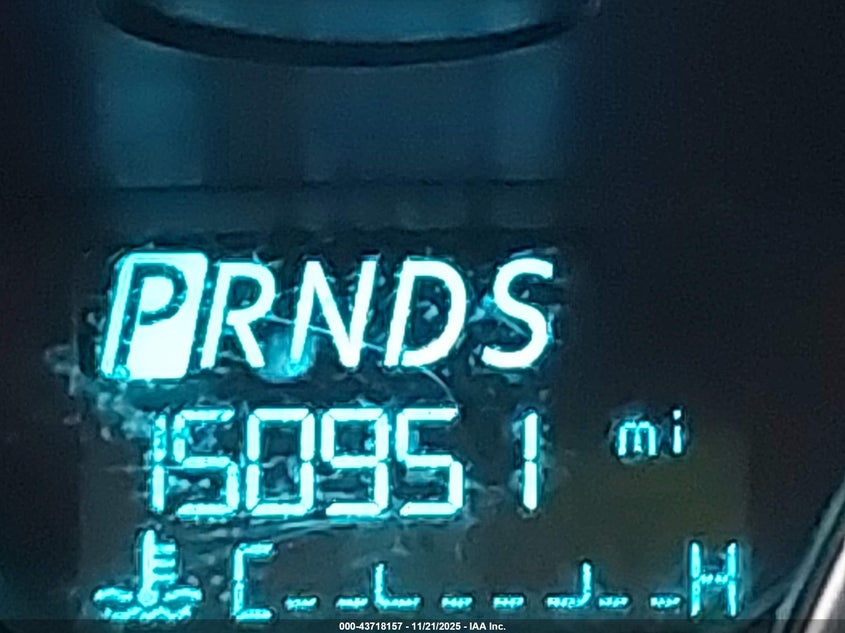 PRNDS
150951 mi
C H
000-43718157 - 11/21/2025 - IAA Inc.